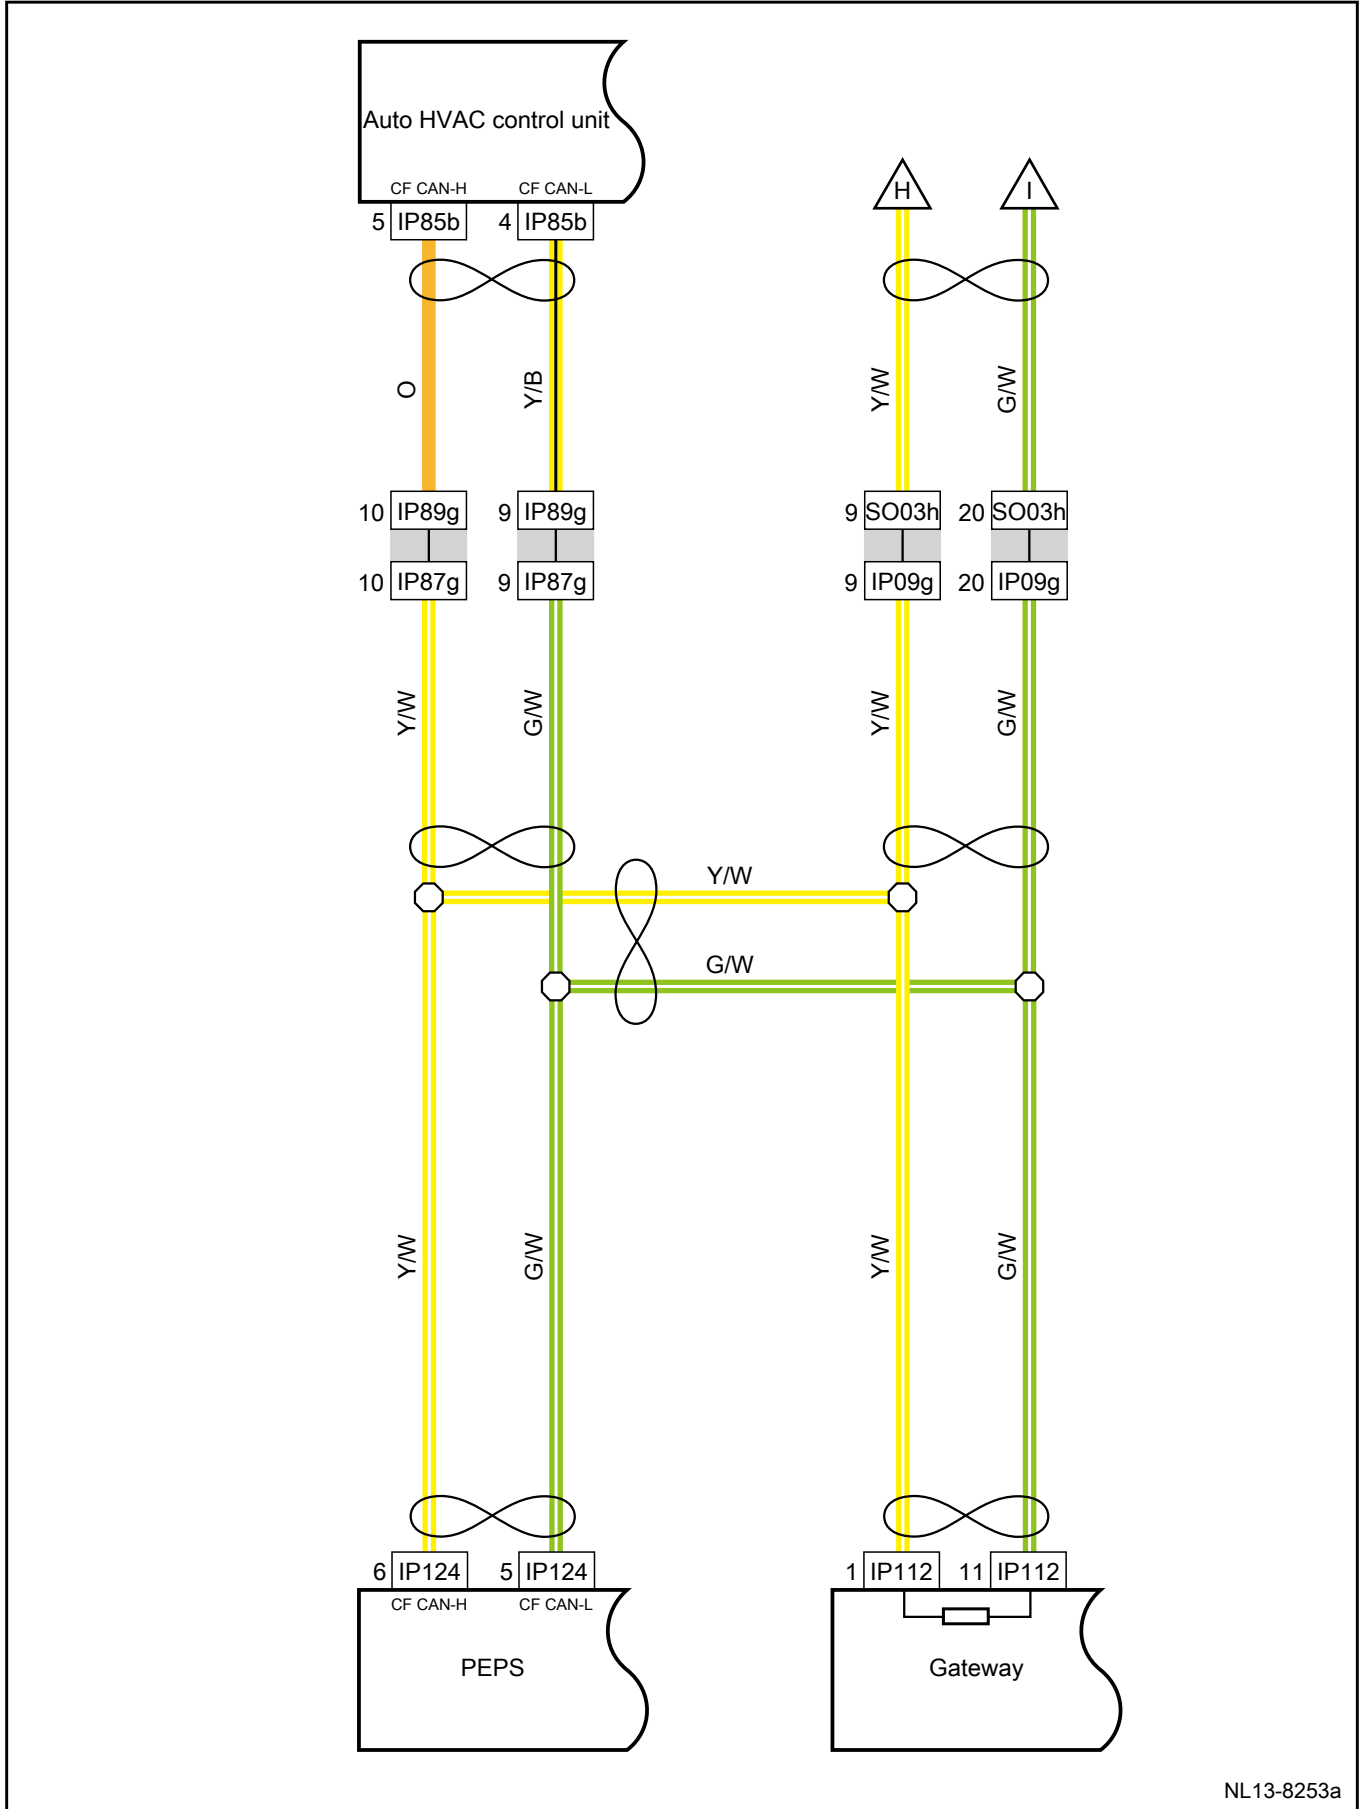 Auto HVAC control unit
CF CAN-H CF CAN-L
5 IP85b 4 IP85b
H I
O Y/B Y/W G/W
10 IP89g 9 IP89g 9 SO03h 20 SO03h
10 IP87g 9 IP87g 9 IP09g 20 IP09g
Y/W G/W Y/W G/W
Y/W
G/W
Y/W G/W Y/W G/W
6 IP124 5 IP124 1 IP112 11 IP112
CF CAN-H CF CAN-L
PEPS Gateway
NL13-8253a